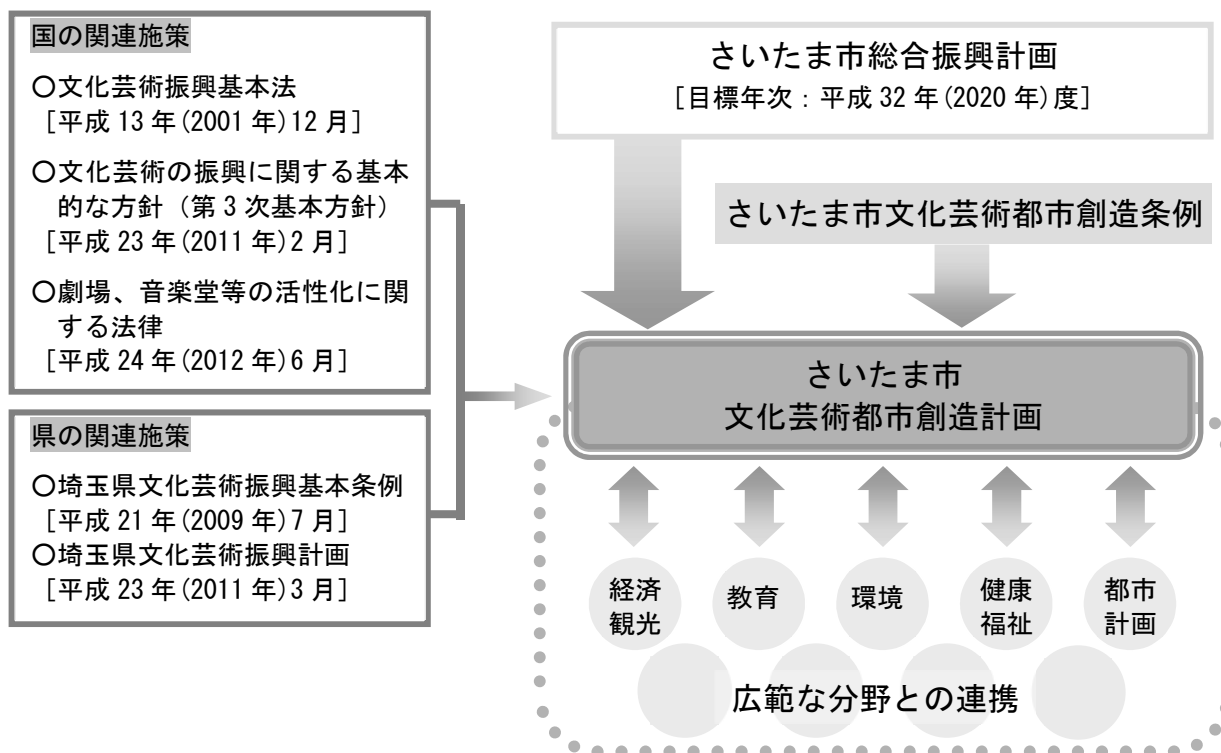 国の関連施策
○文化芸術振興基本法
［平成 13 年(2001 年)12 月］
○文化芸術の振興に関する基本
的な方針（第 3 次基本方針）
［平成 23 年(2011 年)2 月］
○劇場、音楽堂等の活性化に関
する法律
［平成 24 年(2012 年)6 月］
県の関連施策
○埼玉県文化芸術振興基本条例
［平成 21 年(2009 年)7 月］
○埼玉県文化芸術振興計画
［平成 23 年(2011 年)3 月］
さいたま市総合振興計画
［目標年次：平成 32 年(2020 年)度］
さいたま市文化芸術都市創造条例
さいたま市
文化芸術都市創造計画
経済
観光
教育
環境
健康
福祉
都市
計画
広範な分野との連携